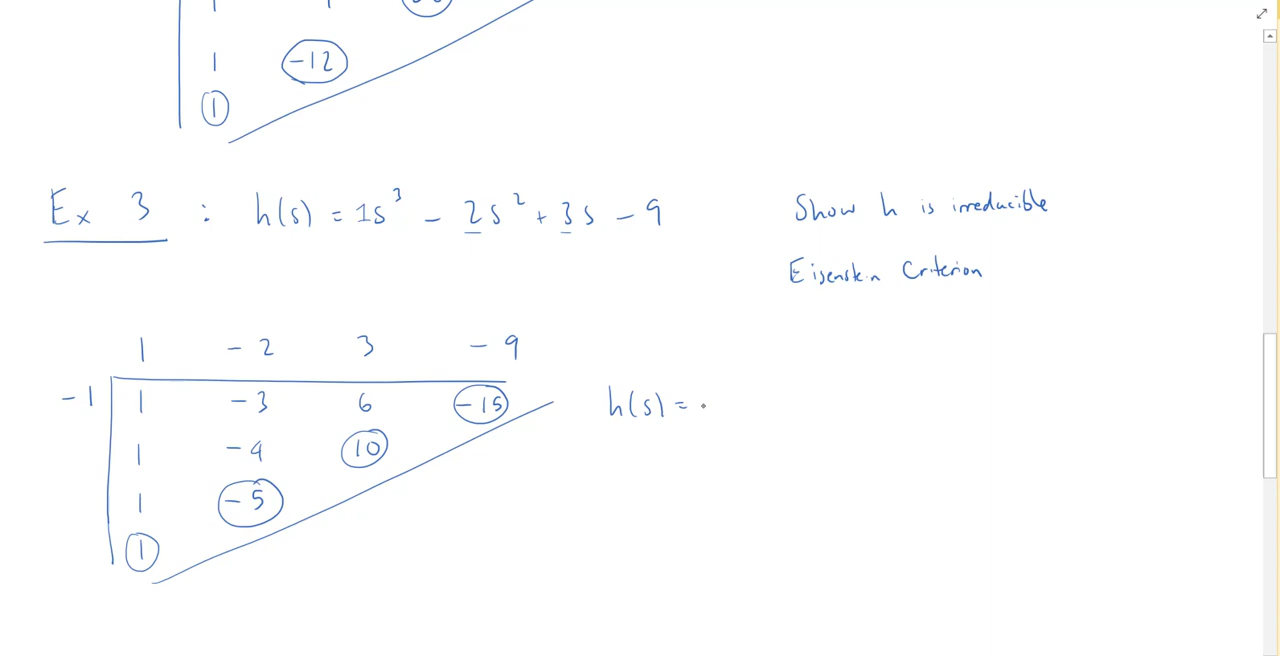 1
1 -12
1
Ex 3 : h(s) = 1s³ - 2s² + 3s - 9 Show h is irreducible
Eisenstein Criterion
1 -2 3 -9
-1 1 -3 6 -15 h(s) =
1 -4 10
1 -5
1